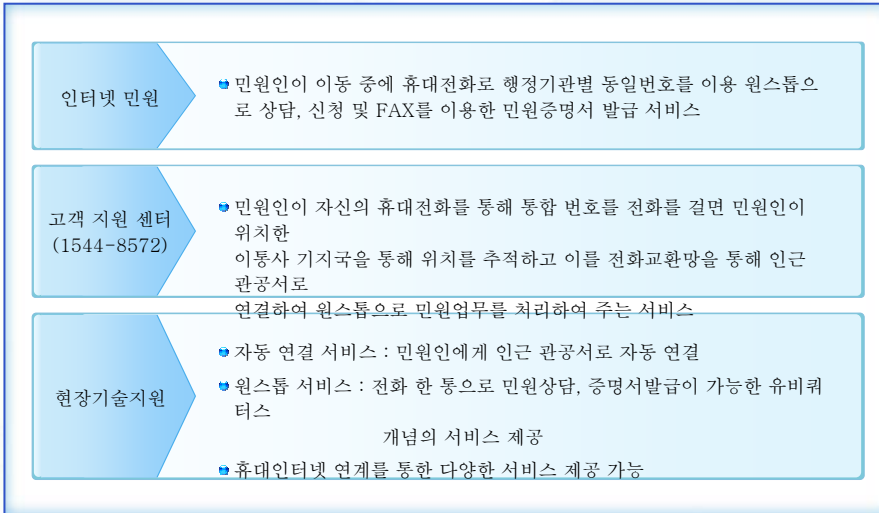 인터넷 민원
민원인이 이동 중에 휴대전화로 행정기관별 동일번호를 이용 원스톱으
로 상담, 신청 및 FAX를 이용한 민원증명서 발급 서비스
고객 지원 센터
(1544-8572)
민원인이 자신의 휴대전화를 통해 통합 번호를 전화를 걸면 민원인이
위치한
이통사 기지국을 통해 위치를 추적하고 이를 전화교환망을 통해 인근
관공서로
연결하여 원스톱으로 민원업무를 처리하여 주는 서비스
현장기술지원
자동 연결 서비스 : 민원인에게 인근 관공서로 자동 연결
원스톱 서비스 : 전화 한 통으로 민원상담, 증명서발급이 가능한 유비쿼
터스
개념의 서비스 제공
휴대인터넷 연계를 통한 다양한 서비스 제공 가능